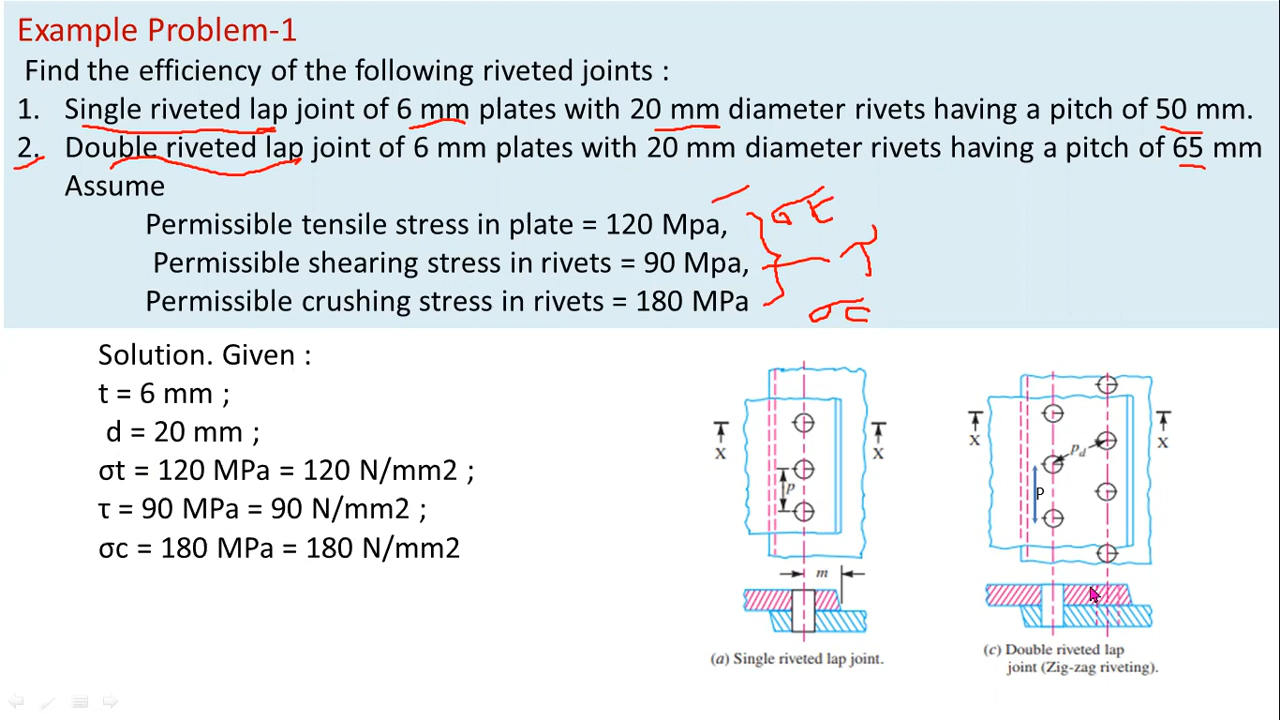 Example Problem-1
Find the efficiency of the following riveted joints :
1. Single riveted lap joint of 6 mm plates with 20 mm diameter rivets having a pitch of 50 mm.
2. Double riveted lap joint of 6 mm plates with 20 mm diameter rivets having a pitch of 65 mm
Assume
Permissible tensile stress in plate = 120 Mpa,
Permissible shearing stress in rivets = 90 Mpa,
Permissible crushing stress in rivets = 180 MPa
σt
τ
σc
Solution. Given :
t = 6 mm ;
d = 20 mm ;
σt = 120 MPa = 120 N/mm2 ;
τ = 90 MPa = 90 N/mm2 ;
σc = 180 MPa = 180 N/mm2
X
X
p
m
(a) Single riveted lap joint.
X
X
Pd
P
(c) Double riveted lap
joint (Zig-zag riveting).